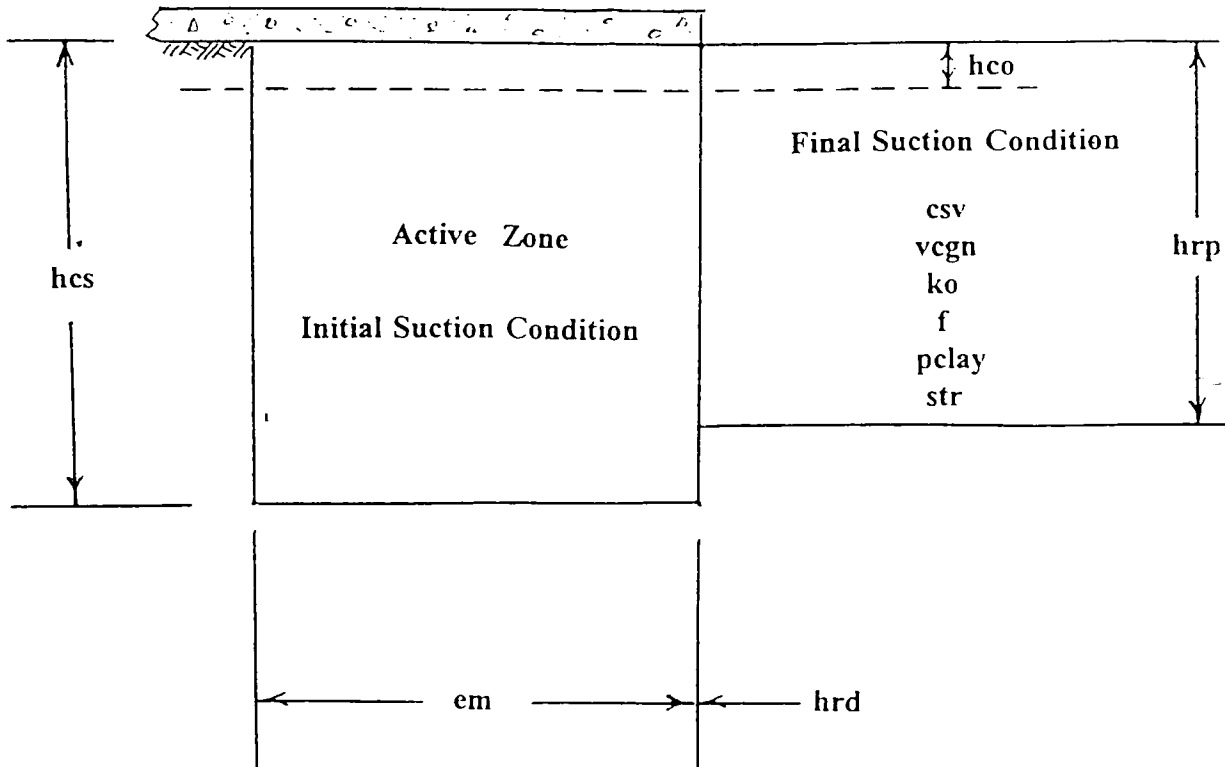 hco
Final Suction Condition
csv
vcgn
ko
f
pclay
str
hrp
Active Zone
Initial Suction Condition
hcs
em
hrd